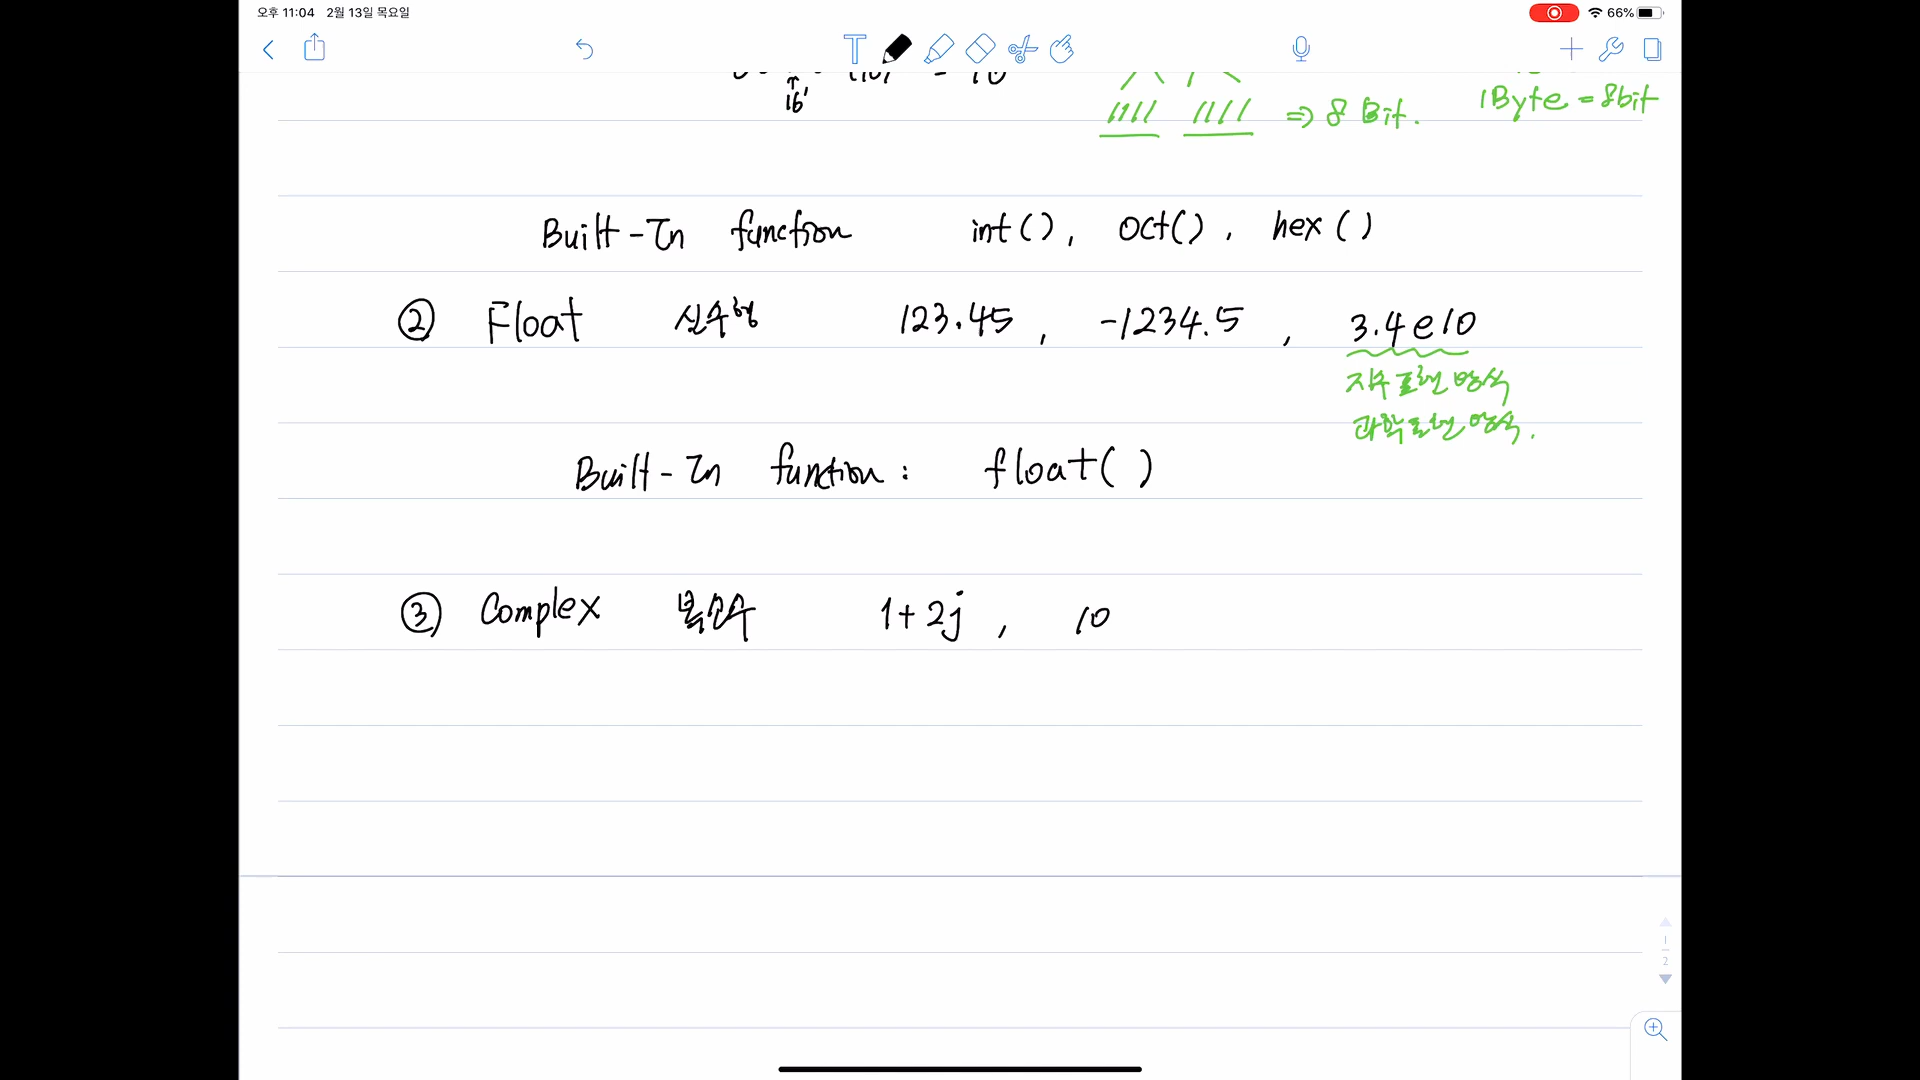 오후 11:04 2월 13일 목요일 66%
16¹
1111 1111 ⇒ 8 Bit. 1Byte = 8bit
Built-In function int(), Oct(), hex()
② Float 실수형 123.45, -1234.5, 3.4e10
지수 표현 방식
과학 표현 방식.
Built-In function: float()
③ Complex 복소수 1+2j, 10
1
2